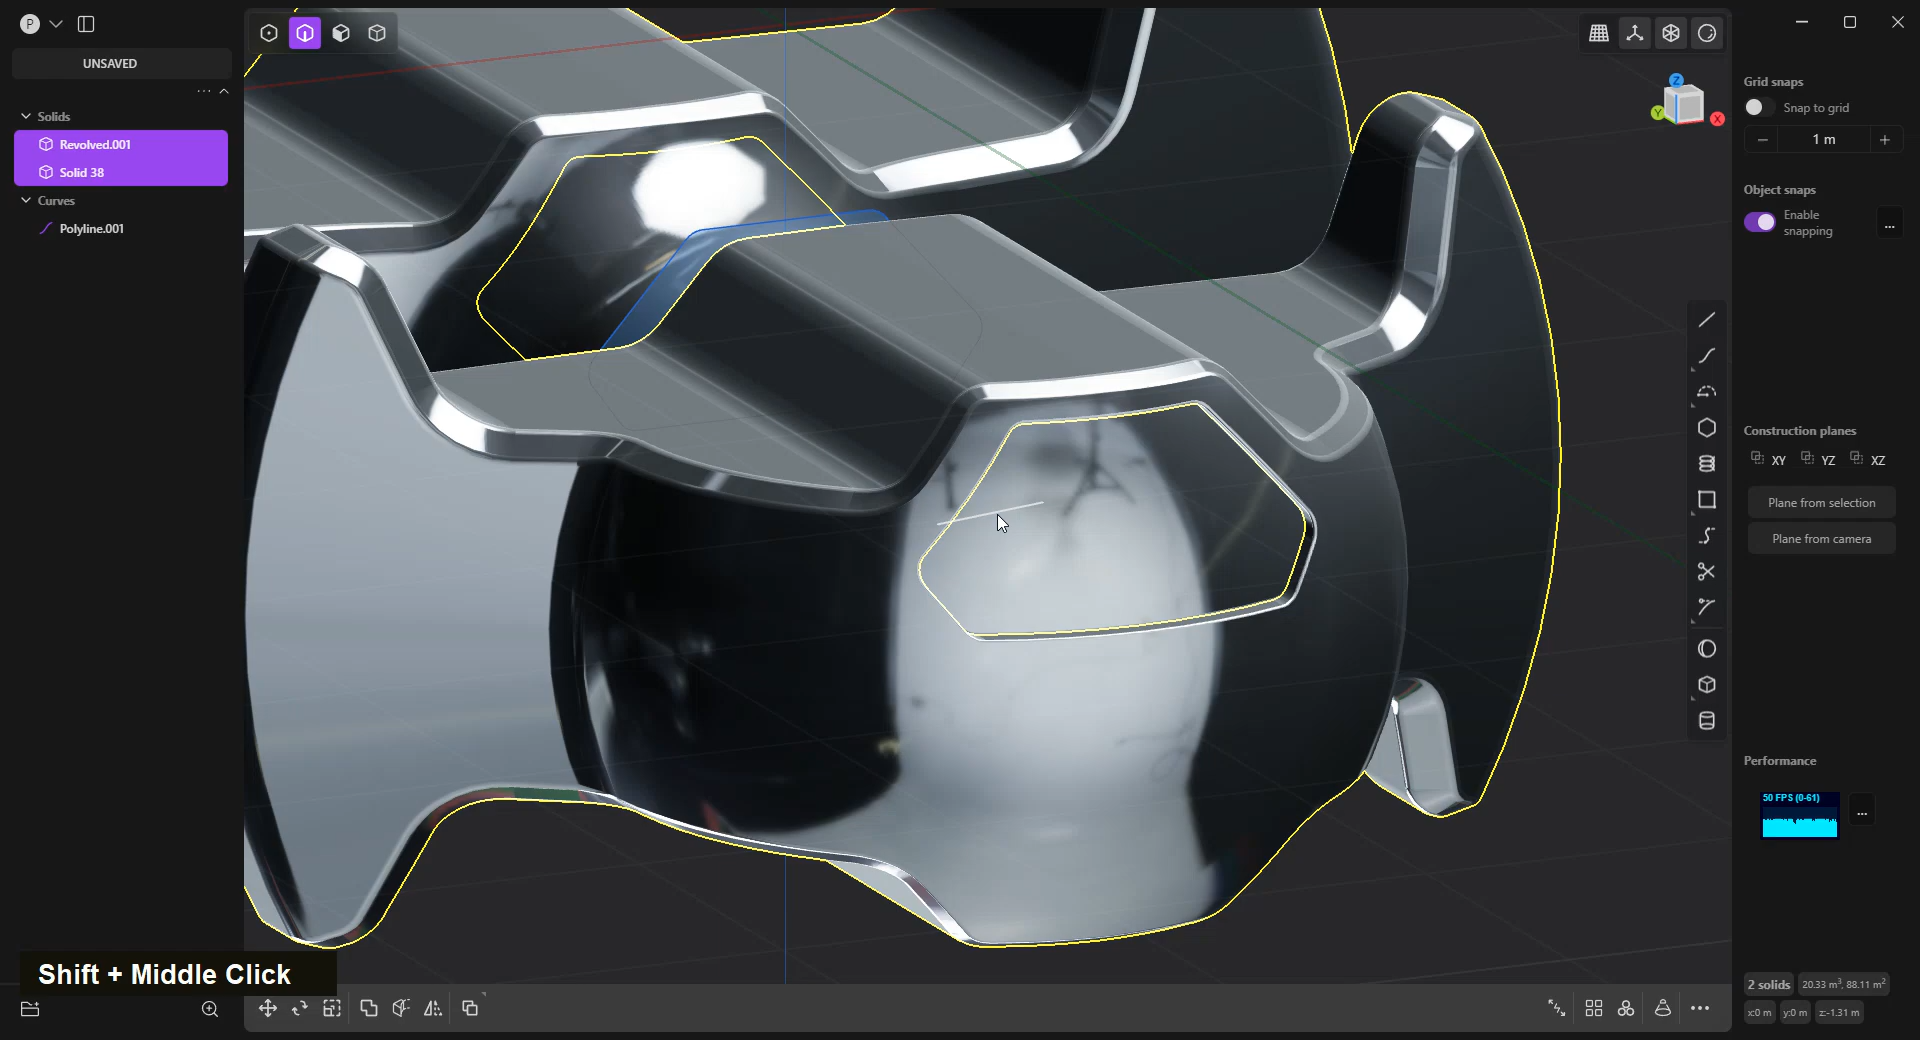 P
UNSAVED
Solids
Revolved.001
Solid 38
Curves
Polyline.001
Z
Y
X
Grid snaps
Snap to grid
1 m
Object snaps
Enable snapping
Construction planes
XY YZ XZ
Plane from selection
Plane from camera
Performance
50 FPS (0-61)
Shift + Middle Click
2 solids 20.33 m³, 88.11 m²
x:0 m y:0 m z:-1.31 m